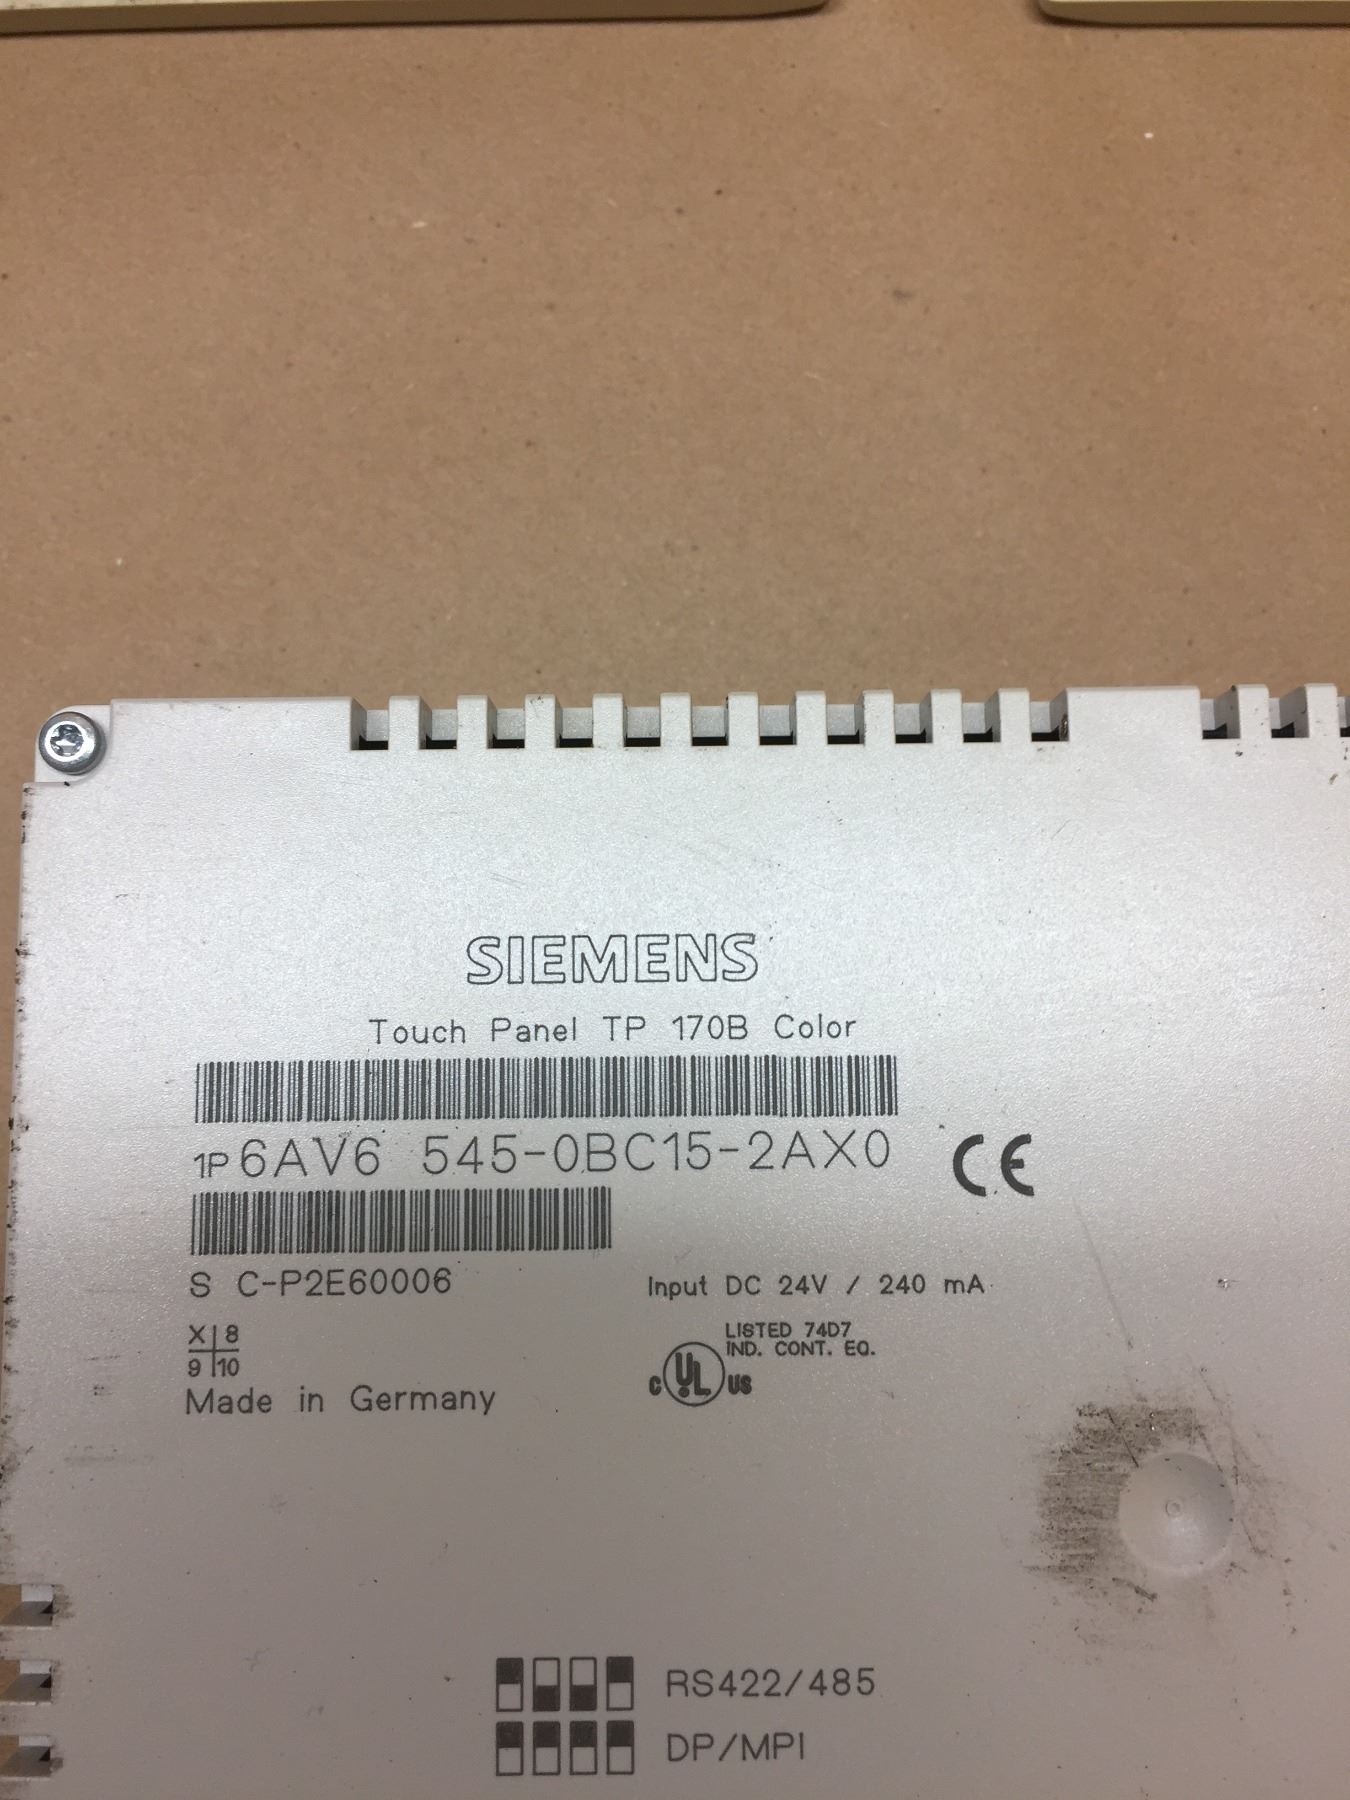 SIEMENS
Touch Panel TP 170B Color
1P 6AV6 545-0BC15-2AX0
CE
S C-P2E60006
Input DC 24V / 240 mA
X 8
9 10
LISTED 74D7
IND. CONT. EQ.
C UL US
Made in Germany
RS422/485
DP/MPI